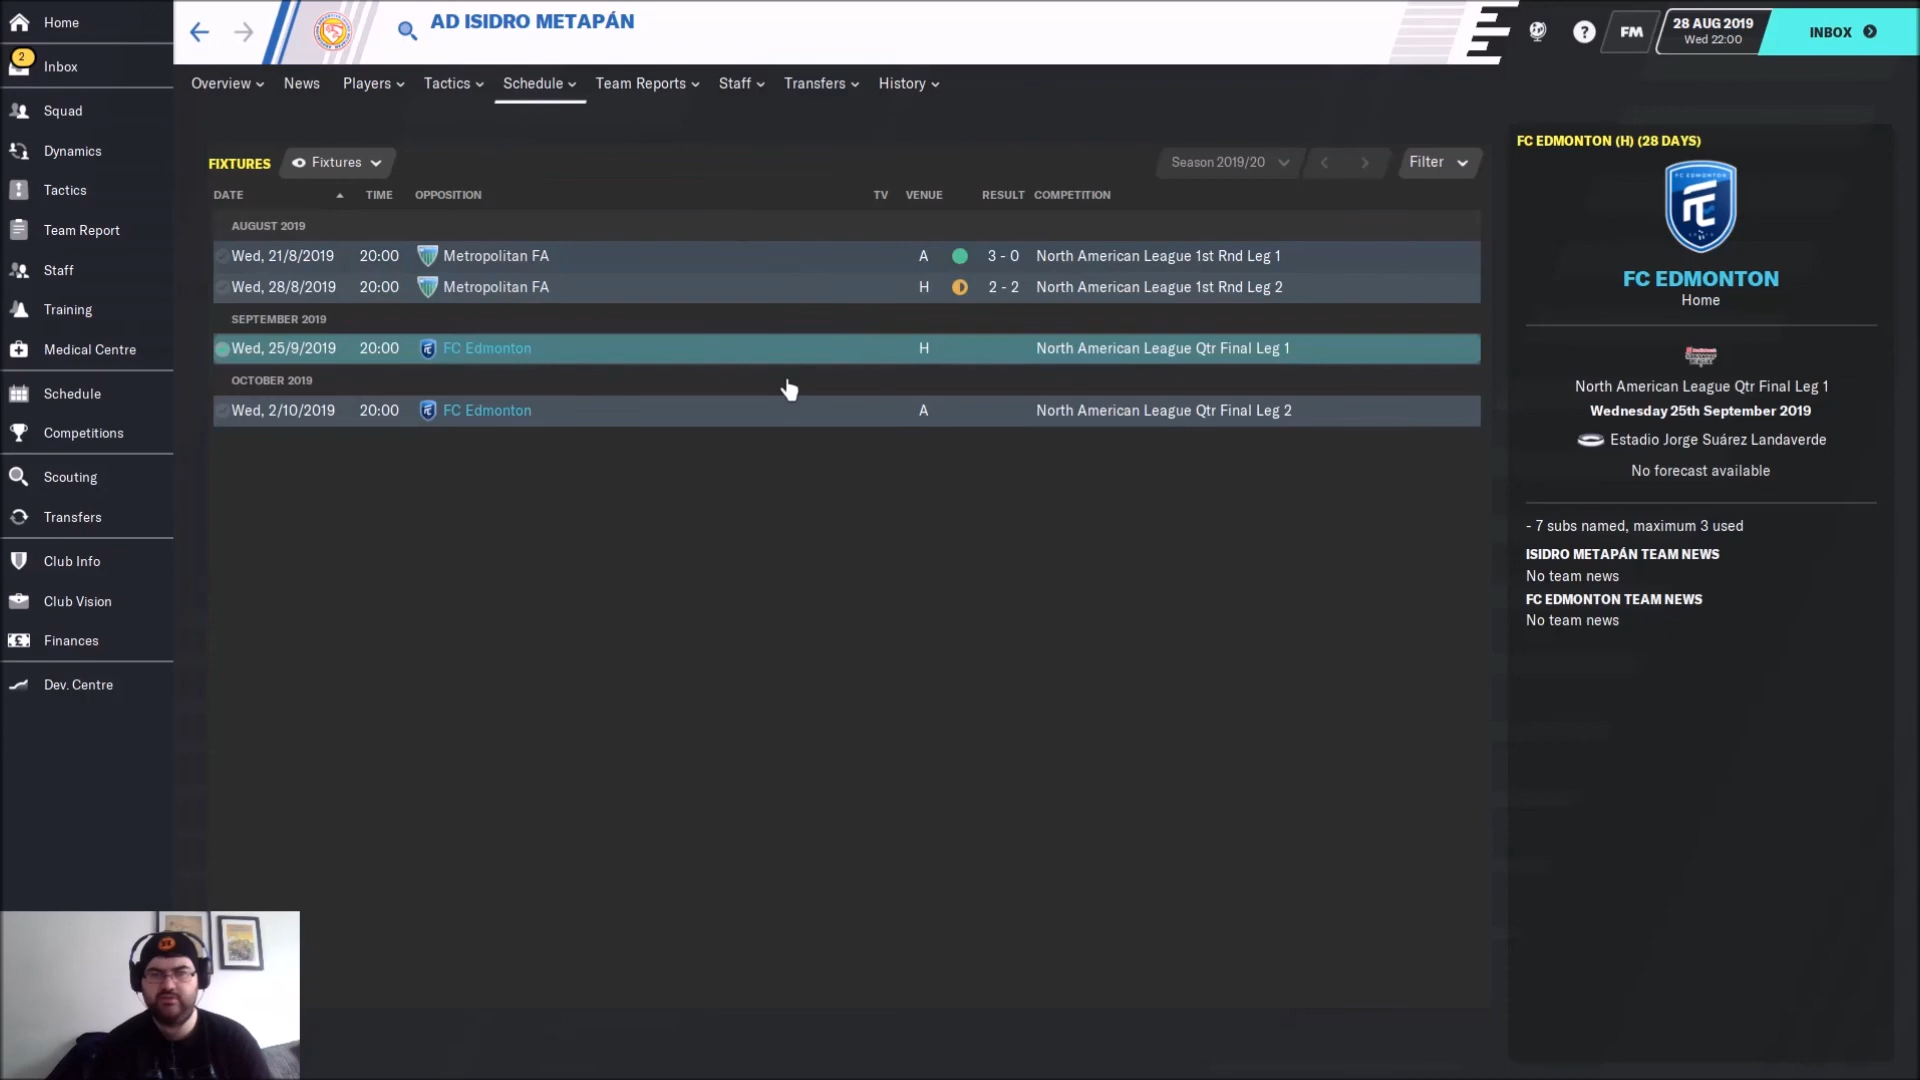 Home
2
Inbox
Squad
Dynamics
Tactics
Team Report
Staff
Training
Medical Centre
Schedule
Competitions
Scouting
Transfers
Club Info
Club Vision
Finances
Dev. Centre
AD ISIDRO METAPÁN
? FM 28 AUG 2019
Wed 22:00
INBOX
Overview News Players Tactics Schedule Team Reports Staff Transfers History
FIXTURES Fixtures Season 2019/20 Filter
DATE TIME OPPOSITION TV VENUE RESULT COMPETITION
AUGUST 2019
Wed, 21/8/2019 20:00 Metropolitan FA A 3 - 0 North American League 1st Rnd Leg 1
Wed, 28/8/2019 20:00 Metropolitan FA H 2 - 2 North American League 1st Rnd Leg 2
SEPTEMBER 2019
Wed, 25/9/2019 20:00 FC Edmonton H North American League Qtr Final Leg 1
OCTOBER 2019
Wed, 2/10/2019 20:00 FC Edmonton A North American League Qtr Final Leg 2
FC EDMONTON (H) (28 DAYS)
FC EDMONTON
FC EDMONTON
Home
North American League Qtr Final Leg 1
Wednesday 25th September 2019
Estadio Jorge Suárez Landaverde
No forecast available
- 7 subs named, maximum 3 used
ISIDRO METAPÁN TEAM NEWS
No team news
FC EDMONTON TEAM NEWS
No team news